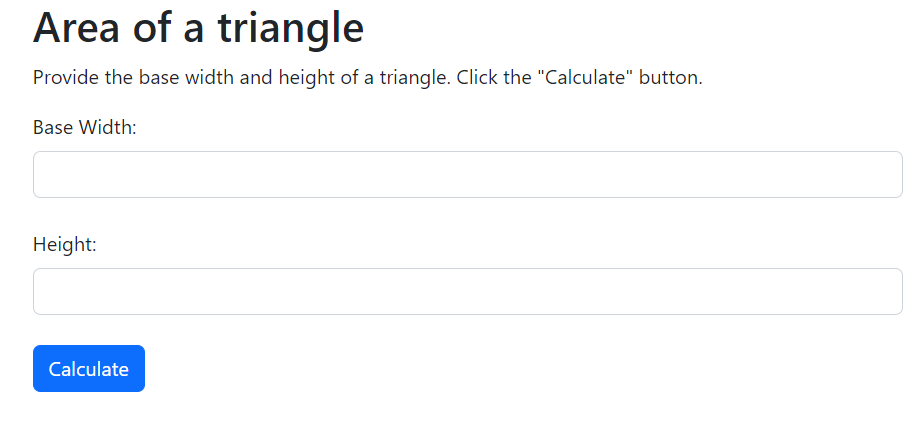 Area of a triangle
Provide the base width and height of a triangle. Click the "Calculate" button.
Base Width:
Height:
Calculate